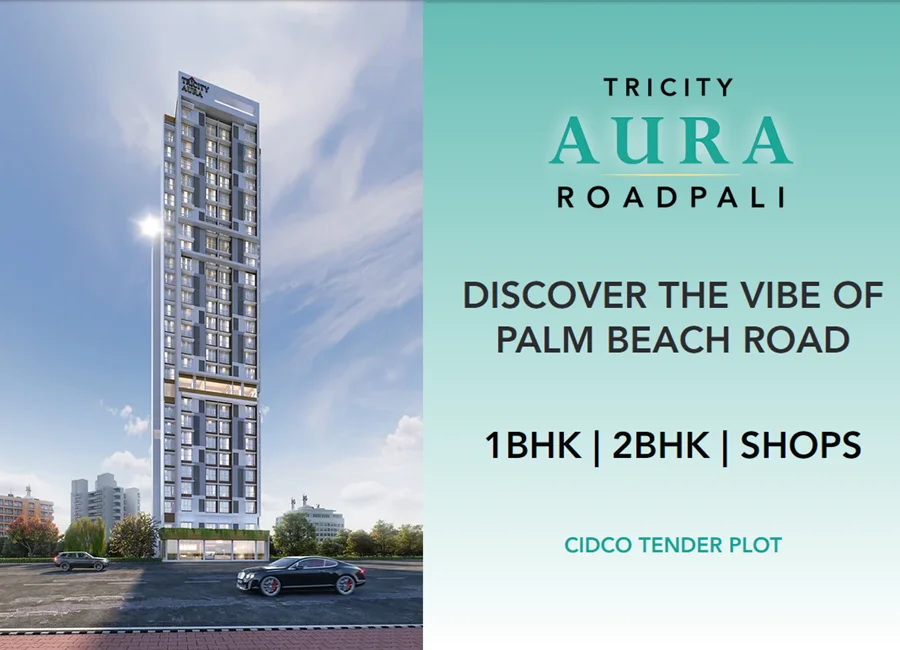 TRICITY
AURA
TRICITY
AURA
ROADPALI
DISCOVER THE VIBE OF
PALM BEACH ROAD
1BHK | 2BHK | SHOPS
CIDCO TENDER PLOT